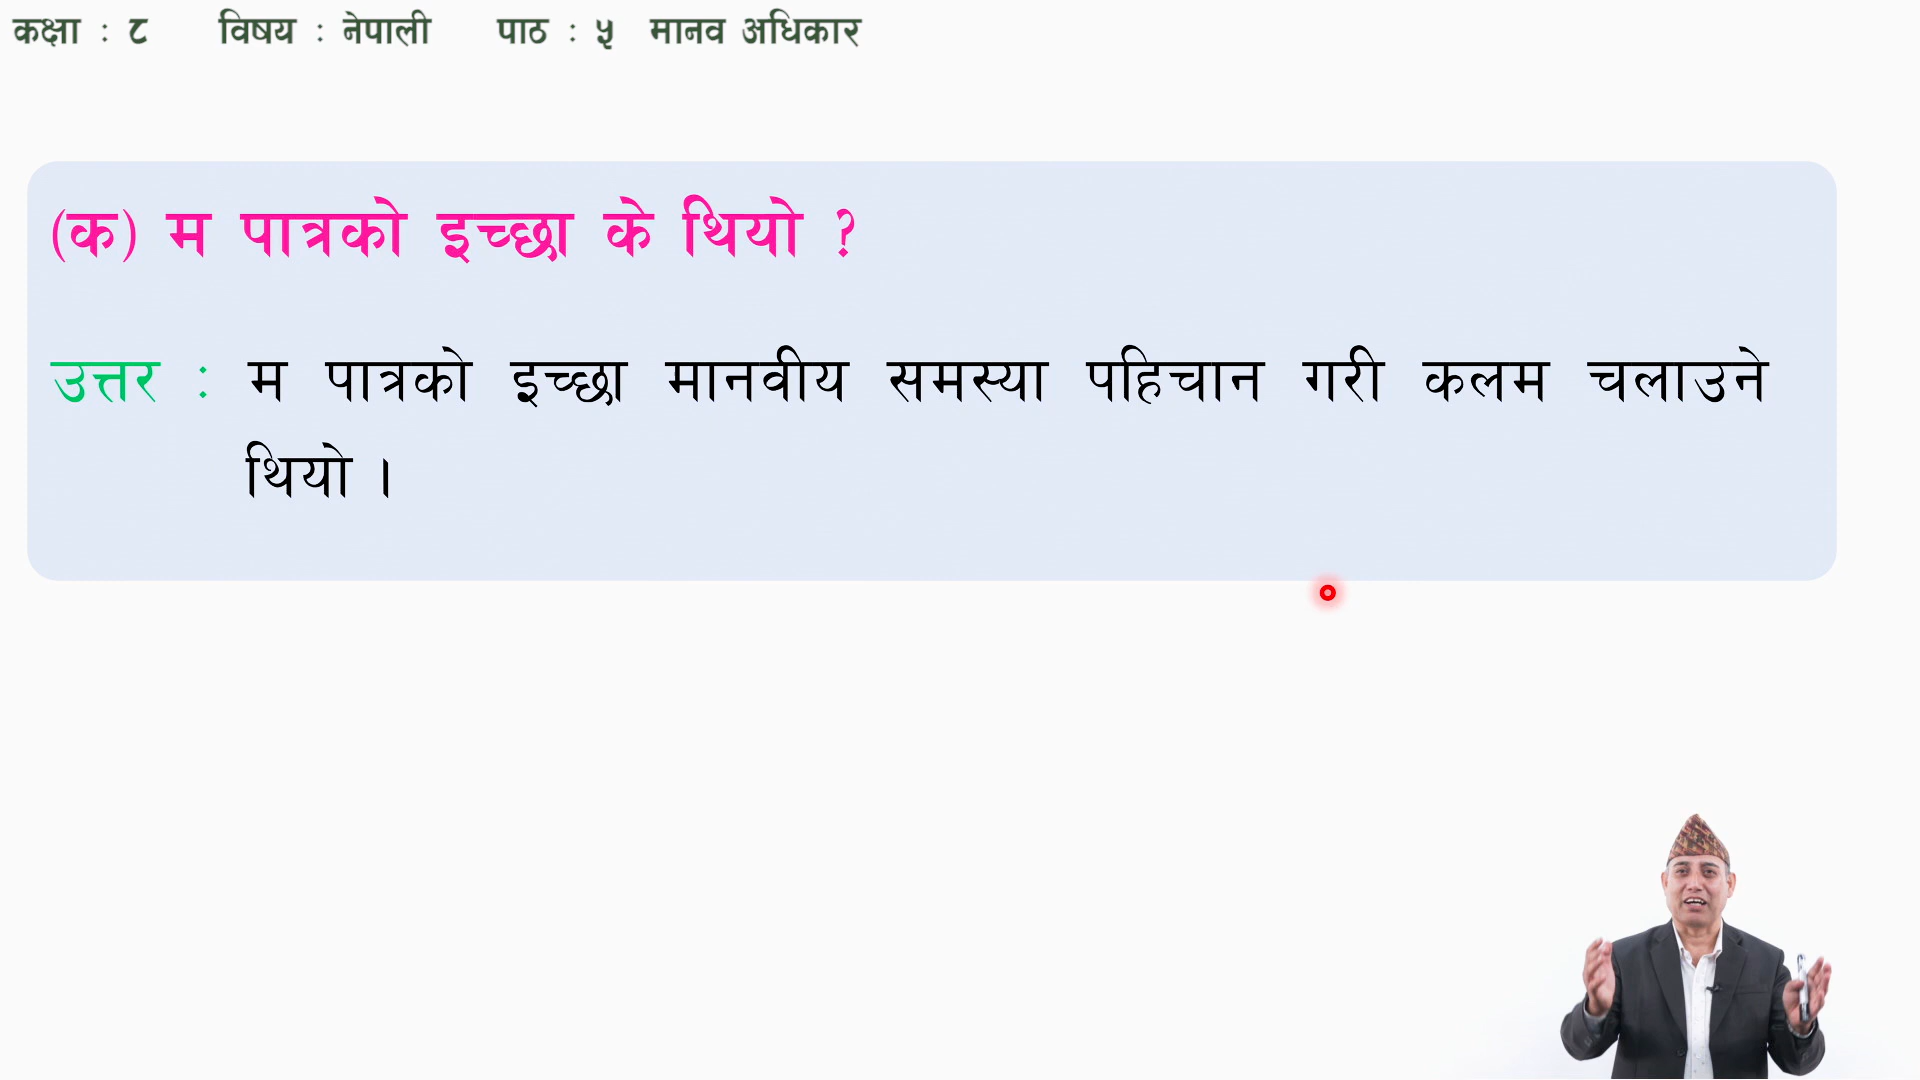 कक्षा : ८ विषय : नेपाली पाठ : ५ मानव अधिकार
(क) म पात्रको इच्छा के थियो ?
उत्तर : म पात्रको इच्छा मानवीय समस्या पहिचान गरी कलम चलाउने
थियो ।